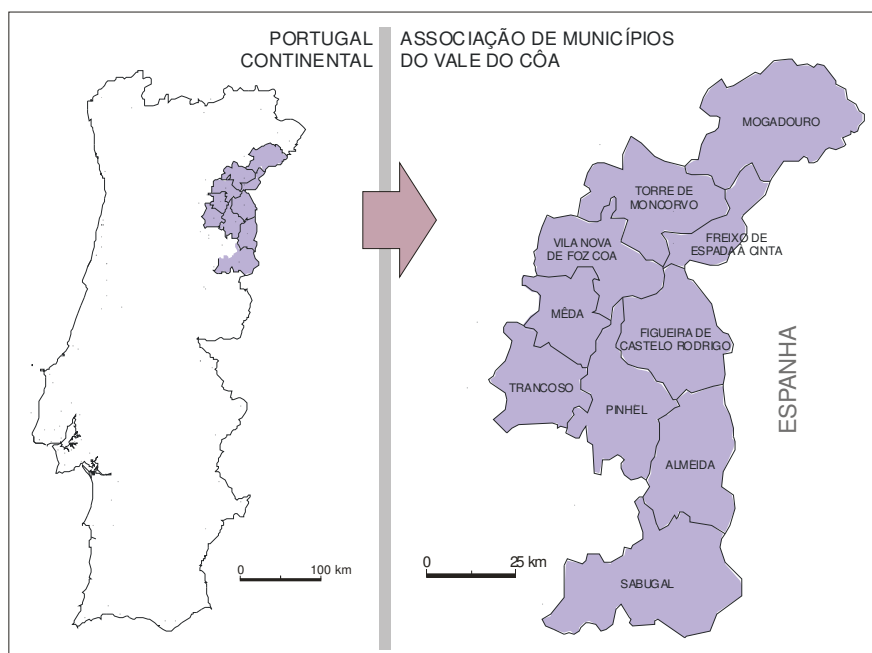 PORTUGAL
CONTINENTAL
ASSOCIAÇÃO DE MUNICÍPIOS
DO VALE DO CÔA
MOGADOURO
TORRE DE
MONCORVO
FREIXO DE
ESPADA À CINTA
VILA NOVA
DE FOZ COA
MÊDA
FIGUEIRA DE
CASTELO RODRIGO
TRANCOSO
PINHEL
ESPANHA
ALMEIDA
SABUGAL
0 100 km
0 25 km